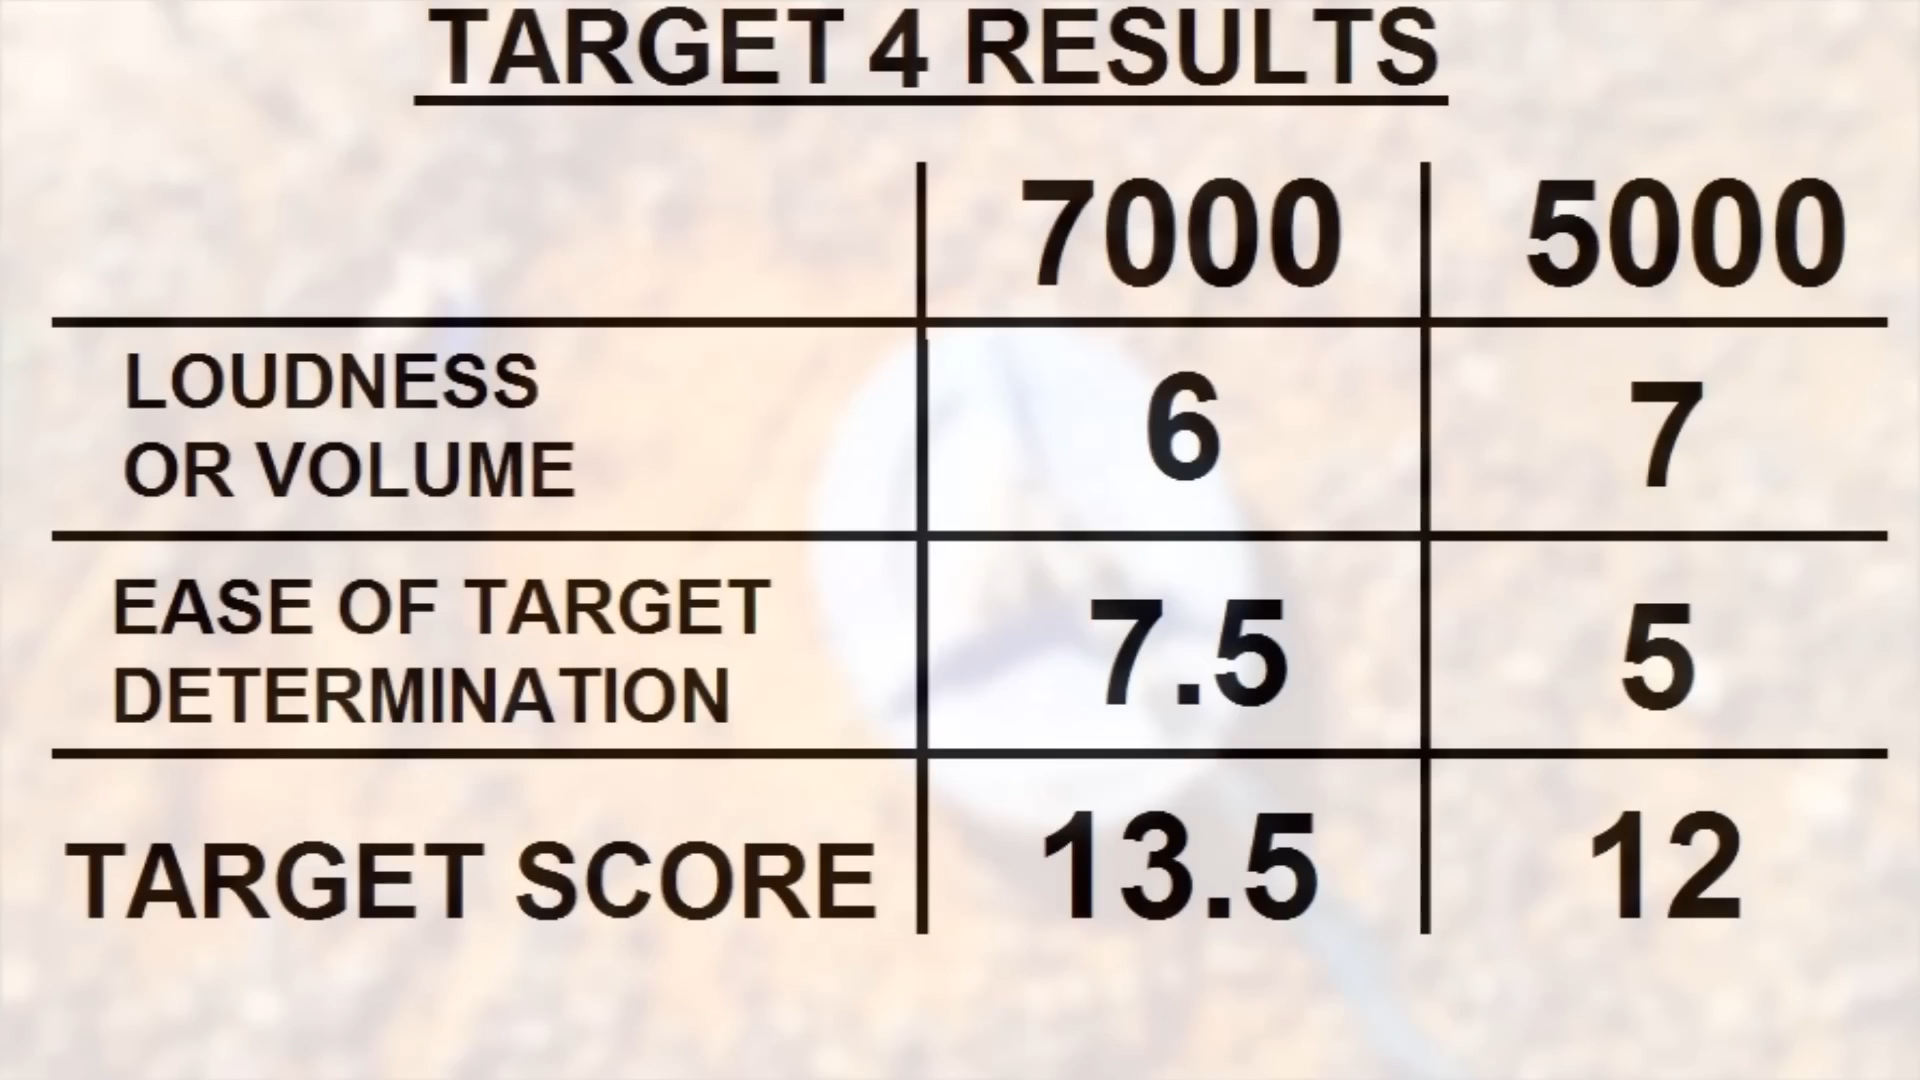 TARGET 4 RESULTS
7000 5000
LOUDNESS
OR VOLUME
6 7
EASE OF TARGET
DETERMINATION
7.5 5
TARGET SCORE 13.5 12